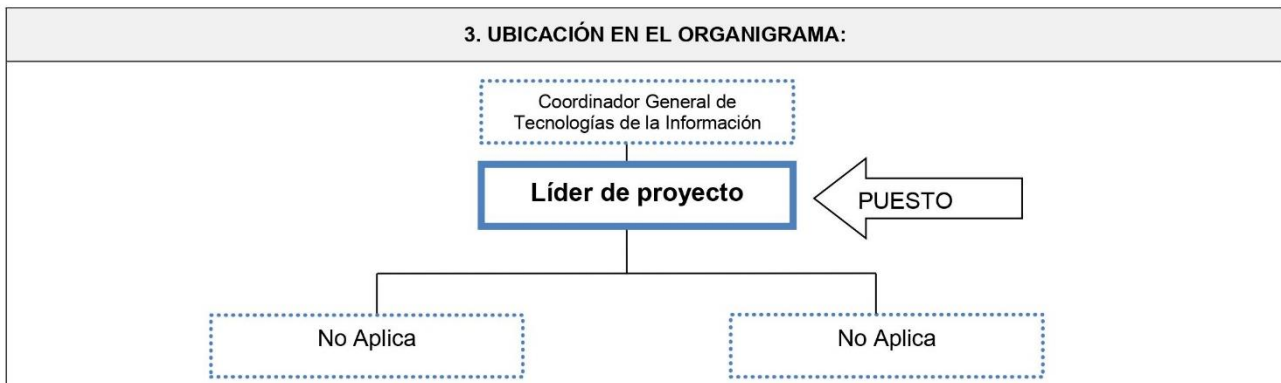 3. UBICACIÓN EN EL ORGANIGRAMA:
Coordinador General de
Tecnologías de la Información
Líder de proyecto
PUESTO
No Aplica
No Aplica